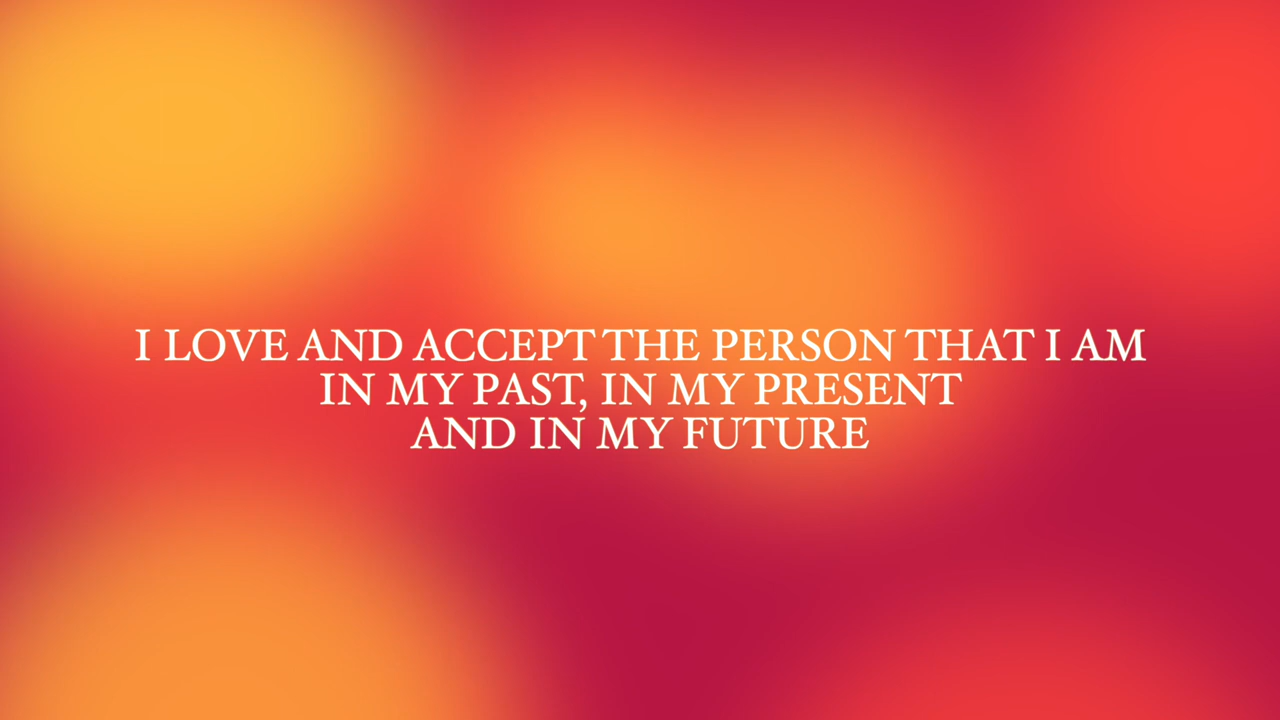 I LOVE AND ACCEPT THE PERSON THAT I AM
IN MY PAST, IN MY PRESENT
AND IN MY FUTURE